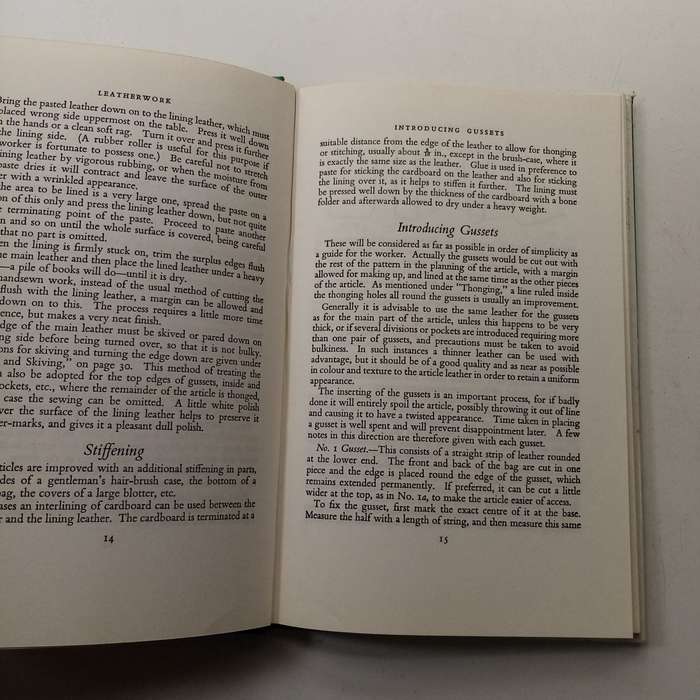 LEATHERWORK
Bring the pasted leather down on to the lining leather, which must
placed wrong side uppermost on the table. Press it well down
the hands or a clean soft rag. Turn it over and press it further
the lining side. (A rubber roller is useful for this purpose if
worker is fortunate to possess one.) Be careful not to stretch
ining leather by vigorous rubbing, or when the moisture from
paste dries it will contract and leave the surface of the outer
er with a wrinkled appearance.
the area to be lined is a very large one, spread the paste on a
on of this only and press the lining leather down, but not quite
e terminating point of the paste. Proceed to paste another
n and so on until the whole surface is covered, being careful
that no part is omitted.
en the lining is firmly stuck on, trim the surplus edges flush
e main leather and then place the lined leather under a heavy
—a pile of books will do—until it is dry.
handsewn work, instead of the usual method of cutting the
flush with the lining leather, a margin can be allowed and
down on to this. The process requires a little more time
ence, but makes a very neat finish.
dge of the main leather must be skived or pared down on
ng side before being turned over, so that it is not bulky.
ons for skiving and turning the edge down are given under
and Skiving," on page 30. This method of treating the
n also be adopted for the top edges of gussets, inside and
ockets, etc., where the remainder of the article is thonged,
case the sewing can be omitted. A little white polish
ver the surface of the lining leather helps to preserve it
er-marks, and gives it a pleasant dull polish.
Stiffening
ticles are improved with an additional stiffening in parts,
des of a gentleman's hair-brush case, the bottom of a
bag, the covers of a large blotter, etc.
ases an interlining of cardboard can be used between the
r and the lining leather. The cardboard is terminated at a
14
INTRODUCING GUSSETS
suitable distance from the edge of the leather to allow for thonging
or stitching, usually about in., except in the brush-case, where it
is exactly the same size as the leather. Glue is used in preference to
paste for sticking the cardboard on the leather and also for sticking
the lining over it, as it helps to stiffen it further. The lining must
be pressed well down by the thickness of the cardboard with a bone
folder and afterwards allowed to dry under a heavy weight.
Introducing Gussets
These will be considered as far as possible in order of simplicity as
a guide for the worker. Actually the gussets would be cut out with
the rest of the pattern in the planning of the article, with a margin
allowed for making up, and lined at the same time as the other pieces
of the article. As mentioned under "Thonging," a line ruled inside
the thonging holes all round the gussets is usually an improvement.
Generally it is advisable to use the same leather for the gussets
as for the main part of the article, unless this happens to be very
thick, or if several divisions or pockets are introduced requiring more
than one pair of gussets, and precautions must be taken to avoid
bulkiness. In such instances a thinner leather can be used with
advantage, but it should be of a good quality and as near as possible
in colour and texture to the article leather in order to retain a uniform
appearance.
The inserting of the gussets is an important process, for if badly
done it will entirely spoil the article, possibly throwing it out of line
and causing it to have a twisted appearance. Time taken in placing
a gusset is well spent and will prevent disappointment later. A few
notes in this direction are therefore given with each gusset.
No. 1 Gusset.—This consists of a straight strip of leather rounded
at the lower end. The front and back of the bag are cut in one
piece and the edge is placed round the edge of the gusset, which
remains extended permanently. If preferred, it can be cut a little
wider at the top, as in No. 1a, to make the article easier of access.
To fix the gusset, first mark the exact centre of it at the base.
Measure the half with a length of string, and then measure this same
15